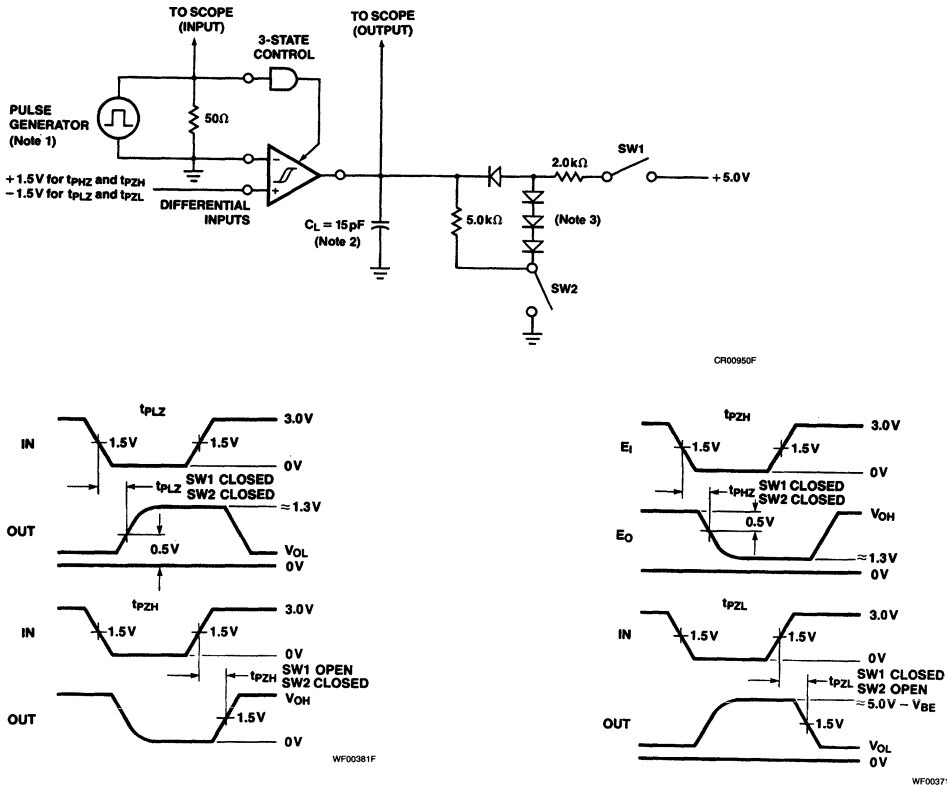 TO SCOPE
(INPUT)
TO SCOPE
(OUTPUT)
3-STATE
CONTROL
PULSE
GENERATOR
(Note 1)
50Ω
2.0kΩ
SW1
+5.0V
+1.5V for tPHZ and tPZH
−1.5V for tPLZ and tPZL
DIFFERENTIAL
INPUTS
−
+
CL = 15pF
(Note 2)
5.0kΩ
(Note 3)
SW2
CR00950F
tPLZ
3.0V
IN
1.5V
1.5V
0V
tPLZ
SW1 CLOSED
SW2 CLOSED
≈1.3V
OUT
0.5V
VOL
0V
tPZH
3.0V
IN
1.5V
1.5V
0V
tPZH
SW1 OPEN
SW2 CLOSED
VOH
OUT
1.5V
0V
WF00381F
tPZH
3.0V
EI
1.5V
1.5V
0V
tPHZ
SW1 CLOSED
SW2 CLOSED
VOH
0.5V
EO
≈1.3V
0V
tPZL
3.0V
IN
1.5V
1.5V
0V
tPZL
SW1 CLOSED
SW2 OPEN
≈5.0V − VBE
OUT
1.5V
VOL
0V
WF00371